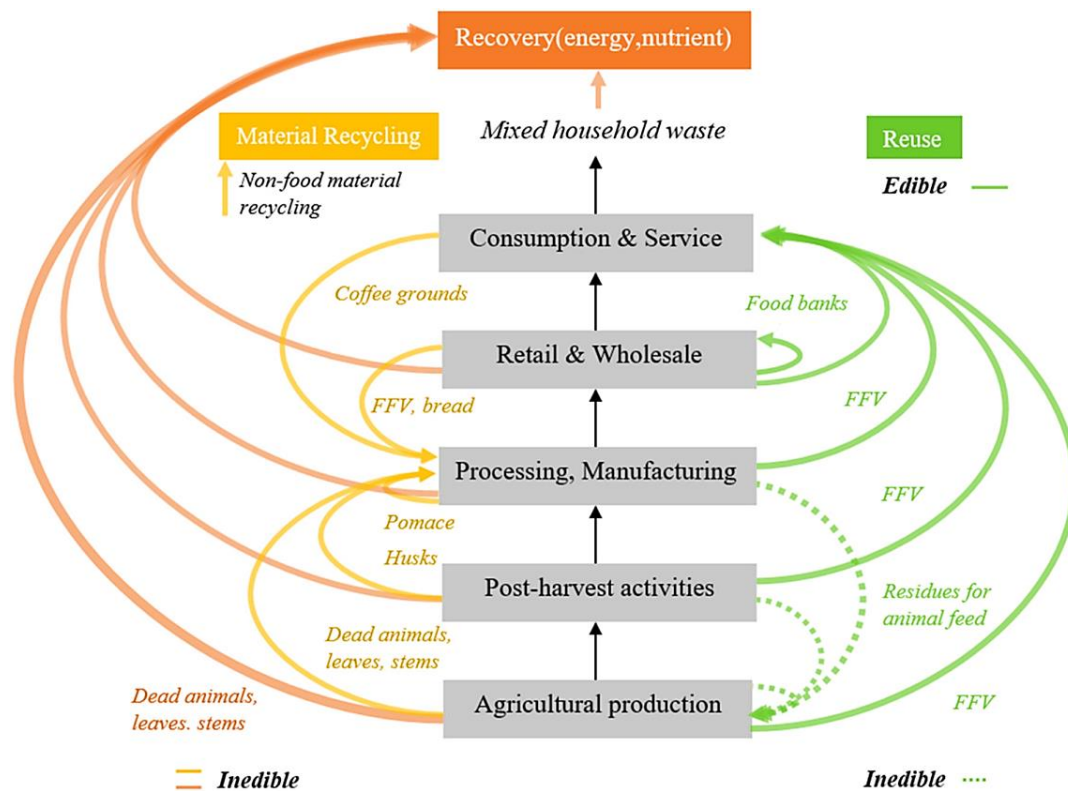 Recovery(energy,nutrient)
Mixed household waste
Material Recycling
Non-food material
recycling
Reuse
Edible
Consumption & Service
Coffee grounds
Food banks
Retail & Wholesale
FFV, bread
FFV
Processing, Manufacturing
Pomace
FFV
Husks
Post-harvest activities
Residues for
animal feed
Dead animals,
leaves, stems
Agricultural production
Dead animals,
leaves. stems
FFV
Inedible
Inedible